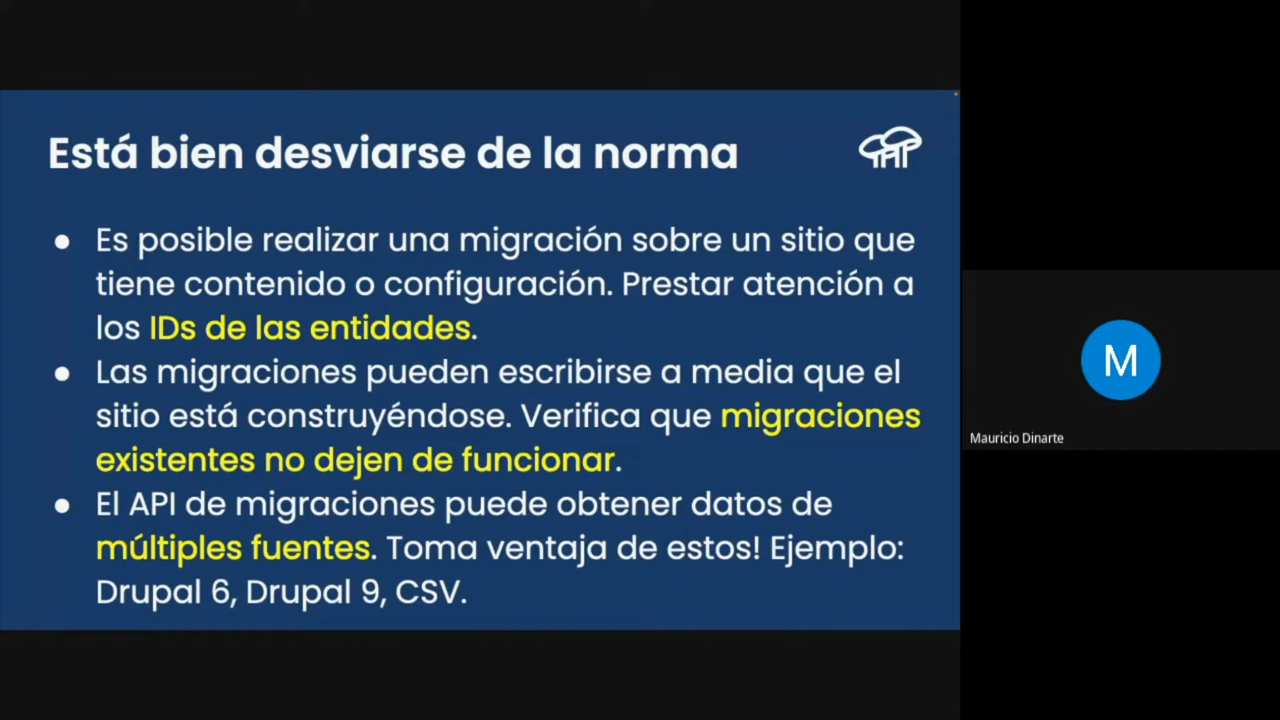 Está bien desviarse de la norma
● Es posible realizar una migración sobre un sitio que
tiene contenido o configuración. Prestar atención a
los IDs de las entidades.
● Las migraciones pueden escribirse a media que el
sitio está construyéndose. Verifica que migraciones
existentes no dejen de funcionar.
● El API de migraciones puede obtener datos de
múltiples fuentes. Toma ventaja de estos! Ejemplo:
Drupal 6, Drupal 9, CSV.
M
Mauricio Dinarte